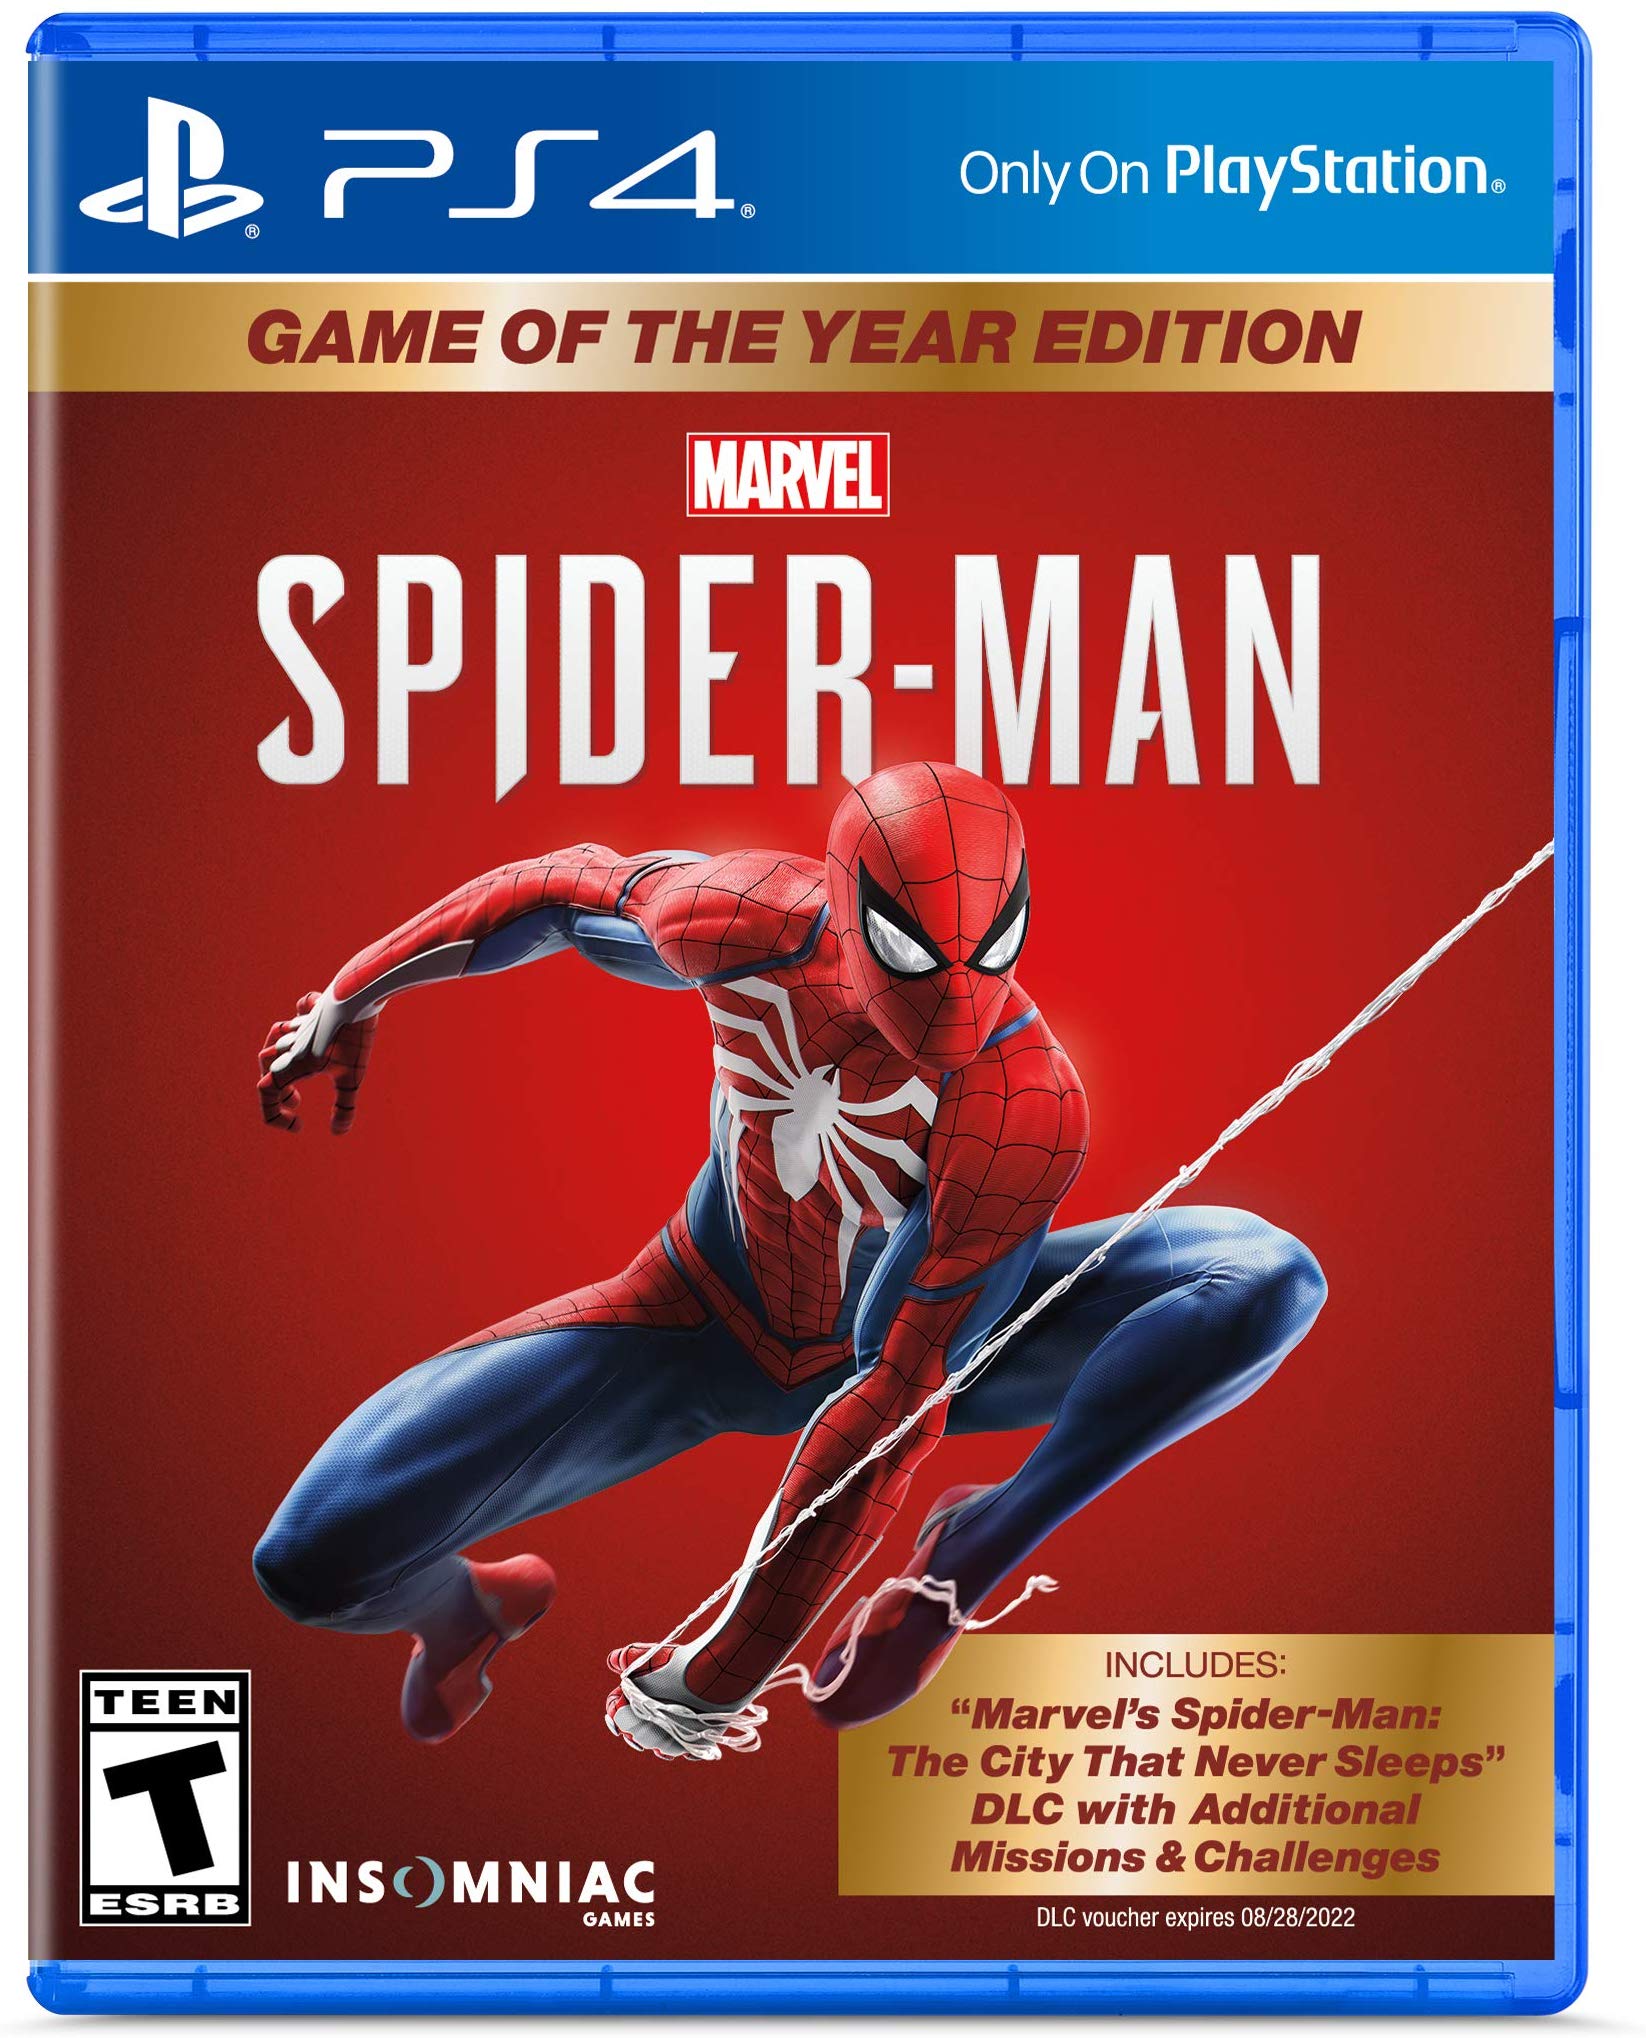 PS4®
Only On PlayStation®
GAME OF THE YEAR EDITION
MARVEL
SPIDER-MAN
INCLUDES:
“Marvel’s Spider-Man:
The City That Never Sleeps”
DLC with Additional
Missions & Challenges
DLC voucher expires 08/28/2022
TEEN
T
ESRB
INSOMNIAC
GAMES